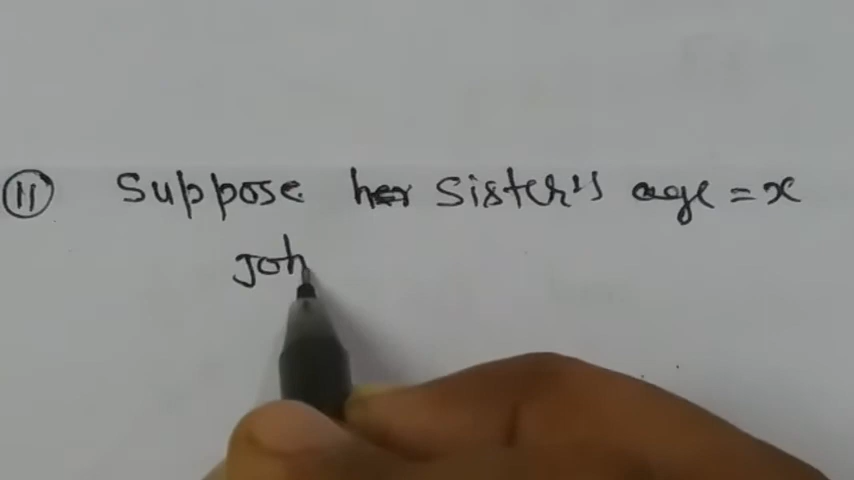 11 Suppose her sister's age = x
Joh